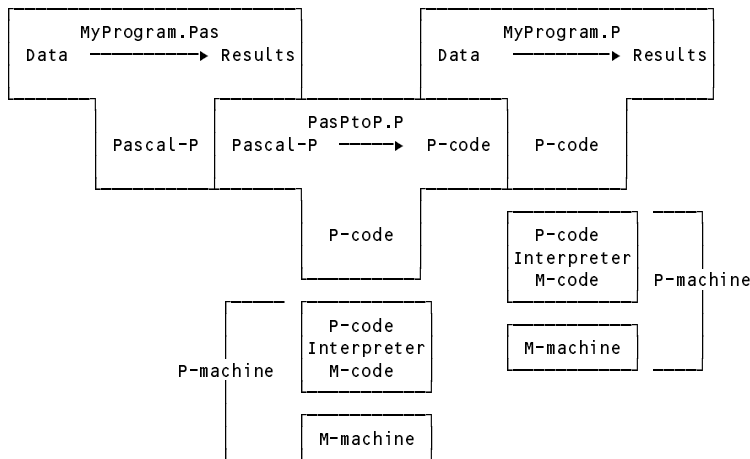 MyProgram.Pas
Data Results
MyProgram.P
Data Results
PasPtoP.P
Pascal-P Pascal-P P-code P-code
P-code
P-code
Interpreter
M-code
P-machine
M-machine
P-code
Interpreter
M-code
P-machine
M-machine